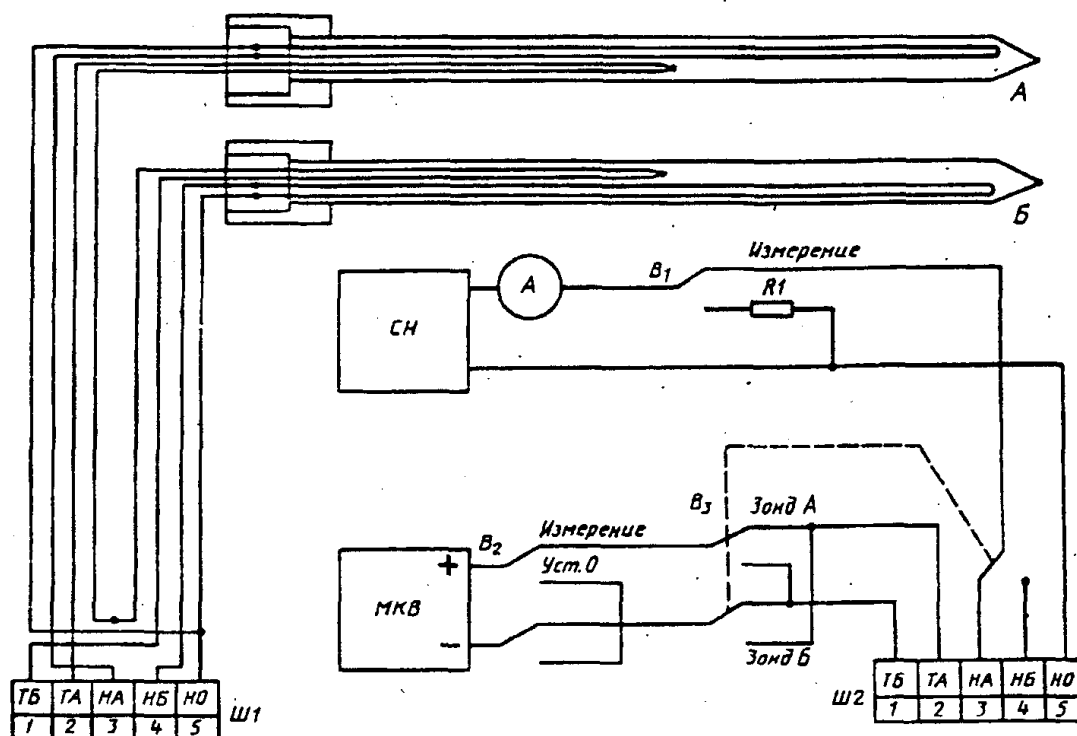 А
Б
Измерение
В1
R1
А
СН
В3
Зонд А
Измерение
В2
+
Уст.0
МКВ
−
Зонд Б
ТБ ТА НА НБ НО
1 2 3 4 5
Ш1
Ш2
ТБ ТА НА НБ НО
1 2 3 4 5